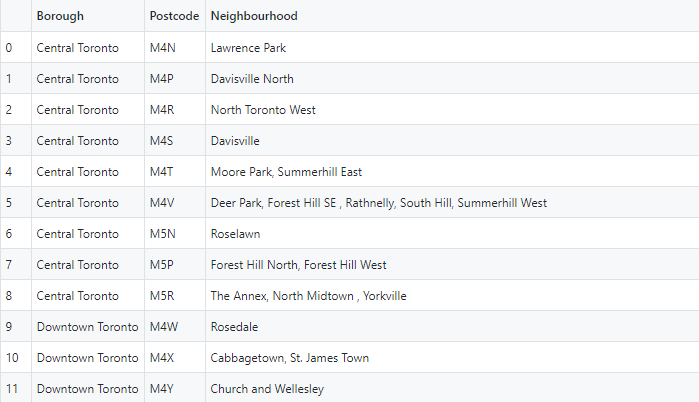 Borough Postcode Neighbourhood
0 Central Toronto M4N Lawrence Park
1 Central Toronto M4P Davisville North
2 Central Toronto M4R North Toronto West
3 Central Toronto M4S Davisville
4 Central Toronto M4T Moore Park, Summerhill East
5 Central Toronto M4V Deer Park, Forest Hill SE , Rathnelly, South Hill, Summerhill West
6 Central Toronto M5N Roselawn
7 Central Toronto M5P Forest Hill North, Forest Hill West
8 Central Toronto M5R The Annex, North Midtown , Yorkville
9 Downtown Toronto M4W Rosedale
10 Downtown Toronto M4X Cabbagetown, St. James Town
11 Downtown Toronto M4Y Church and Wellesley